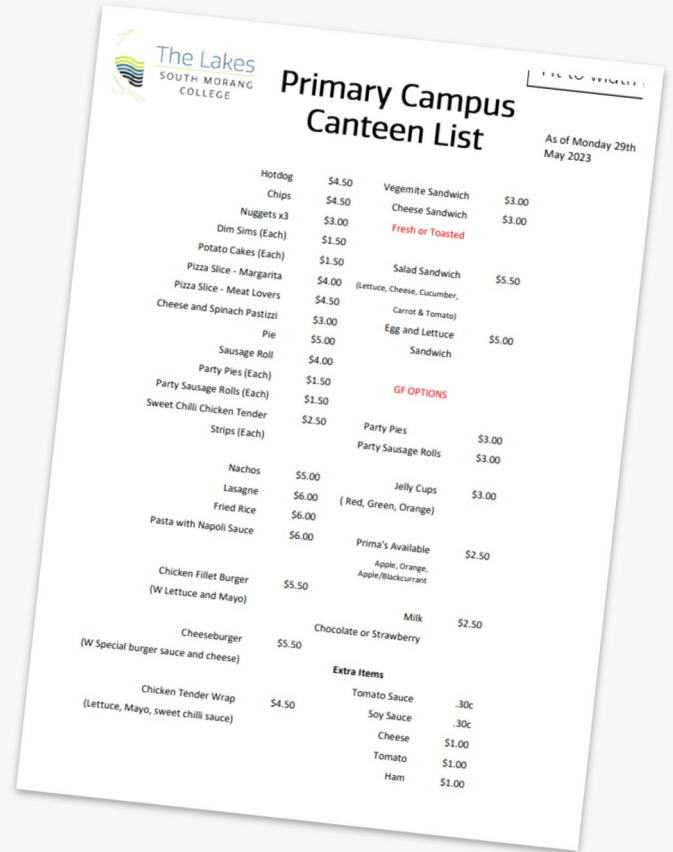 The Lakes
SOUTH MORANG
COLLEGE
Primary Campus
Canteen List
As of Monday 29th
May 2023
Hotdog $4.50
Chips $4.50
Nuggets x3 $3.00
Dim Sims (Each) $1.50
Potato Cakes (Each) $1.50
Pizza Slice - Margarita $4.00
Pizza Slice - Meat Lovers $4.50
Cheese and Spinach Pastizzi $3.00
Pie $5.00
Sausage Roll $4.00
Party Pies (Each) $1.50
Party Sausage Rolls (Each) $1.50
Sweet Chilli Chicken Tender $2.50
Strips (Each)
Nachos $5.00
Lasagne $6.00
Fried Rice $6.00
Pasta with Napoli Sauce $6.00
Chicken Fillet Burger $5.50
(W Lettuce and Mayo)
Cheeseburger $5.50
(W Special burger sauce and cheese)
Chicken Tender Wrap $4.50
(Lettuce, Mayo, sweet chilli sauce)
Vegemite Sandwich $3.00
Cheese Sandwich $3.00
Fresh or Toasted
Salad Sandwich $5.50
(Lettuce, Cheese, Cucumber,
Carrot & Tomato)
Egg and Lettuce $5.00
Sandwich
GF OPTIONS
Party Pies $3.00
Party Sausage Rolls $3.00
Jelly Cups $3.00
( Red, Green, Orange)
Prima's Available $2.50
Apple, Orange,
Apple/Blackcurrant
Milk $2.50
Chocolate or Strawberry
Extra Items
Tomato Sauce .30c
Soy Sauce .30c
Cheese $1.00
Tomato $1.00
Ham $1.00